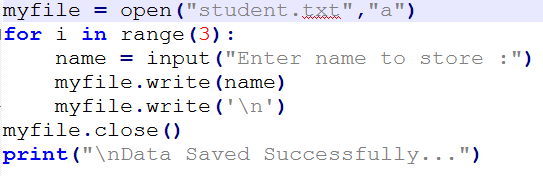 myfile = open("student.txt","a")
for i in range(3):
    name = input("Enter name to store :")
    myfile.write(name)
    myfile.write('\n')
myfile.close()
print("\nData Saved Successfully...")